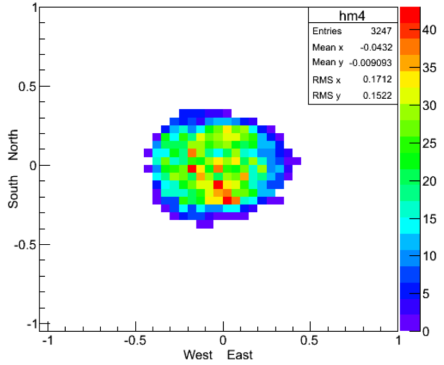 hm4
Entries 3247
Mean x -0.0432
Mean y -0.009093
RMS x 0.1712
RMS y 0.1522
1
0.5
0
-0.5
-1
South North
-1 -0.5 0 0.5 1
West East
40
35
30
25
20
15
10
5
0